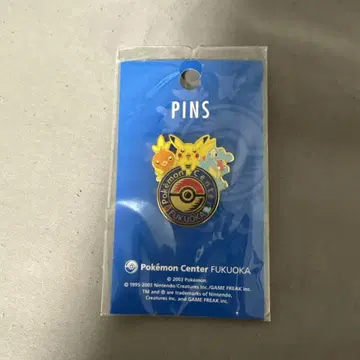 PINS
Pokémon Center
FUKUOKA
Pokémon Center FUKUOKA
© 2003 Pokémon
© 1995-2003 Nintendo/Creatures inc./GAME FREAK inc.
TM and ® are trademarks of Nintendo,
Creatures inc. and GAME FREAK inc.